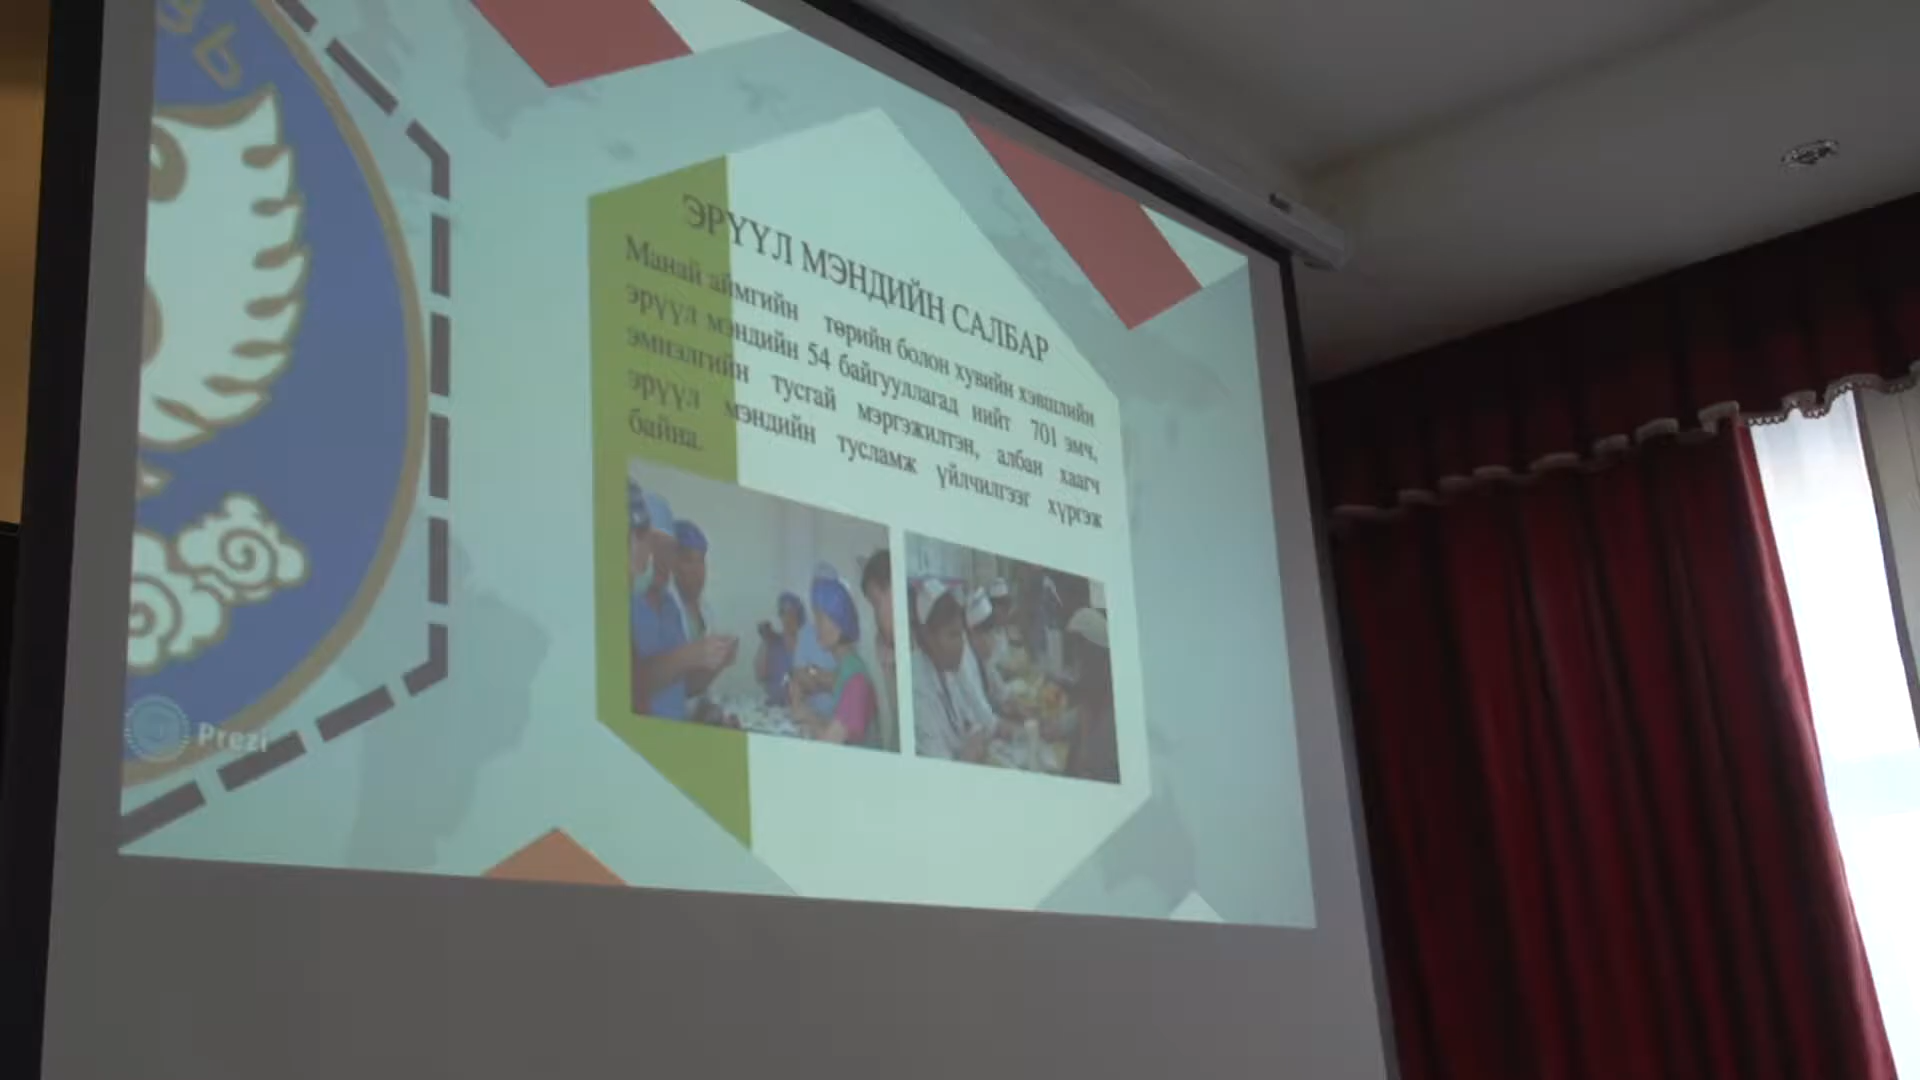 ЭРҮҮЛ МЭНДИЙН САЛБАР
Манай аймгийн төрийн болон хувийн хэвшлийн
эрүүл мэндийн 54 байгууллагад нийт 701 эмч,
эмнэлгийн тусгай мэргэжилтэн, албан хаагч
эрүүл мэндийн тусламж үйлчилгээг хүргэж
байна.
Prezi